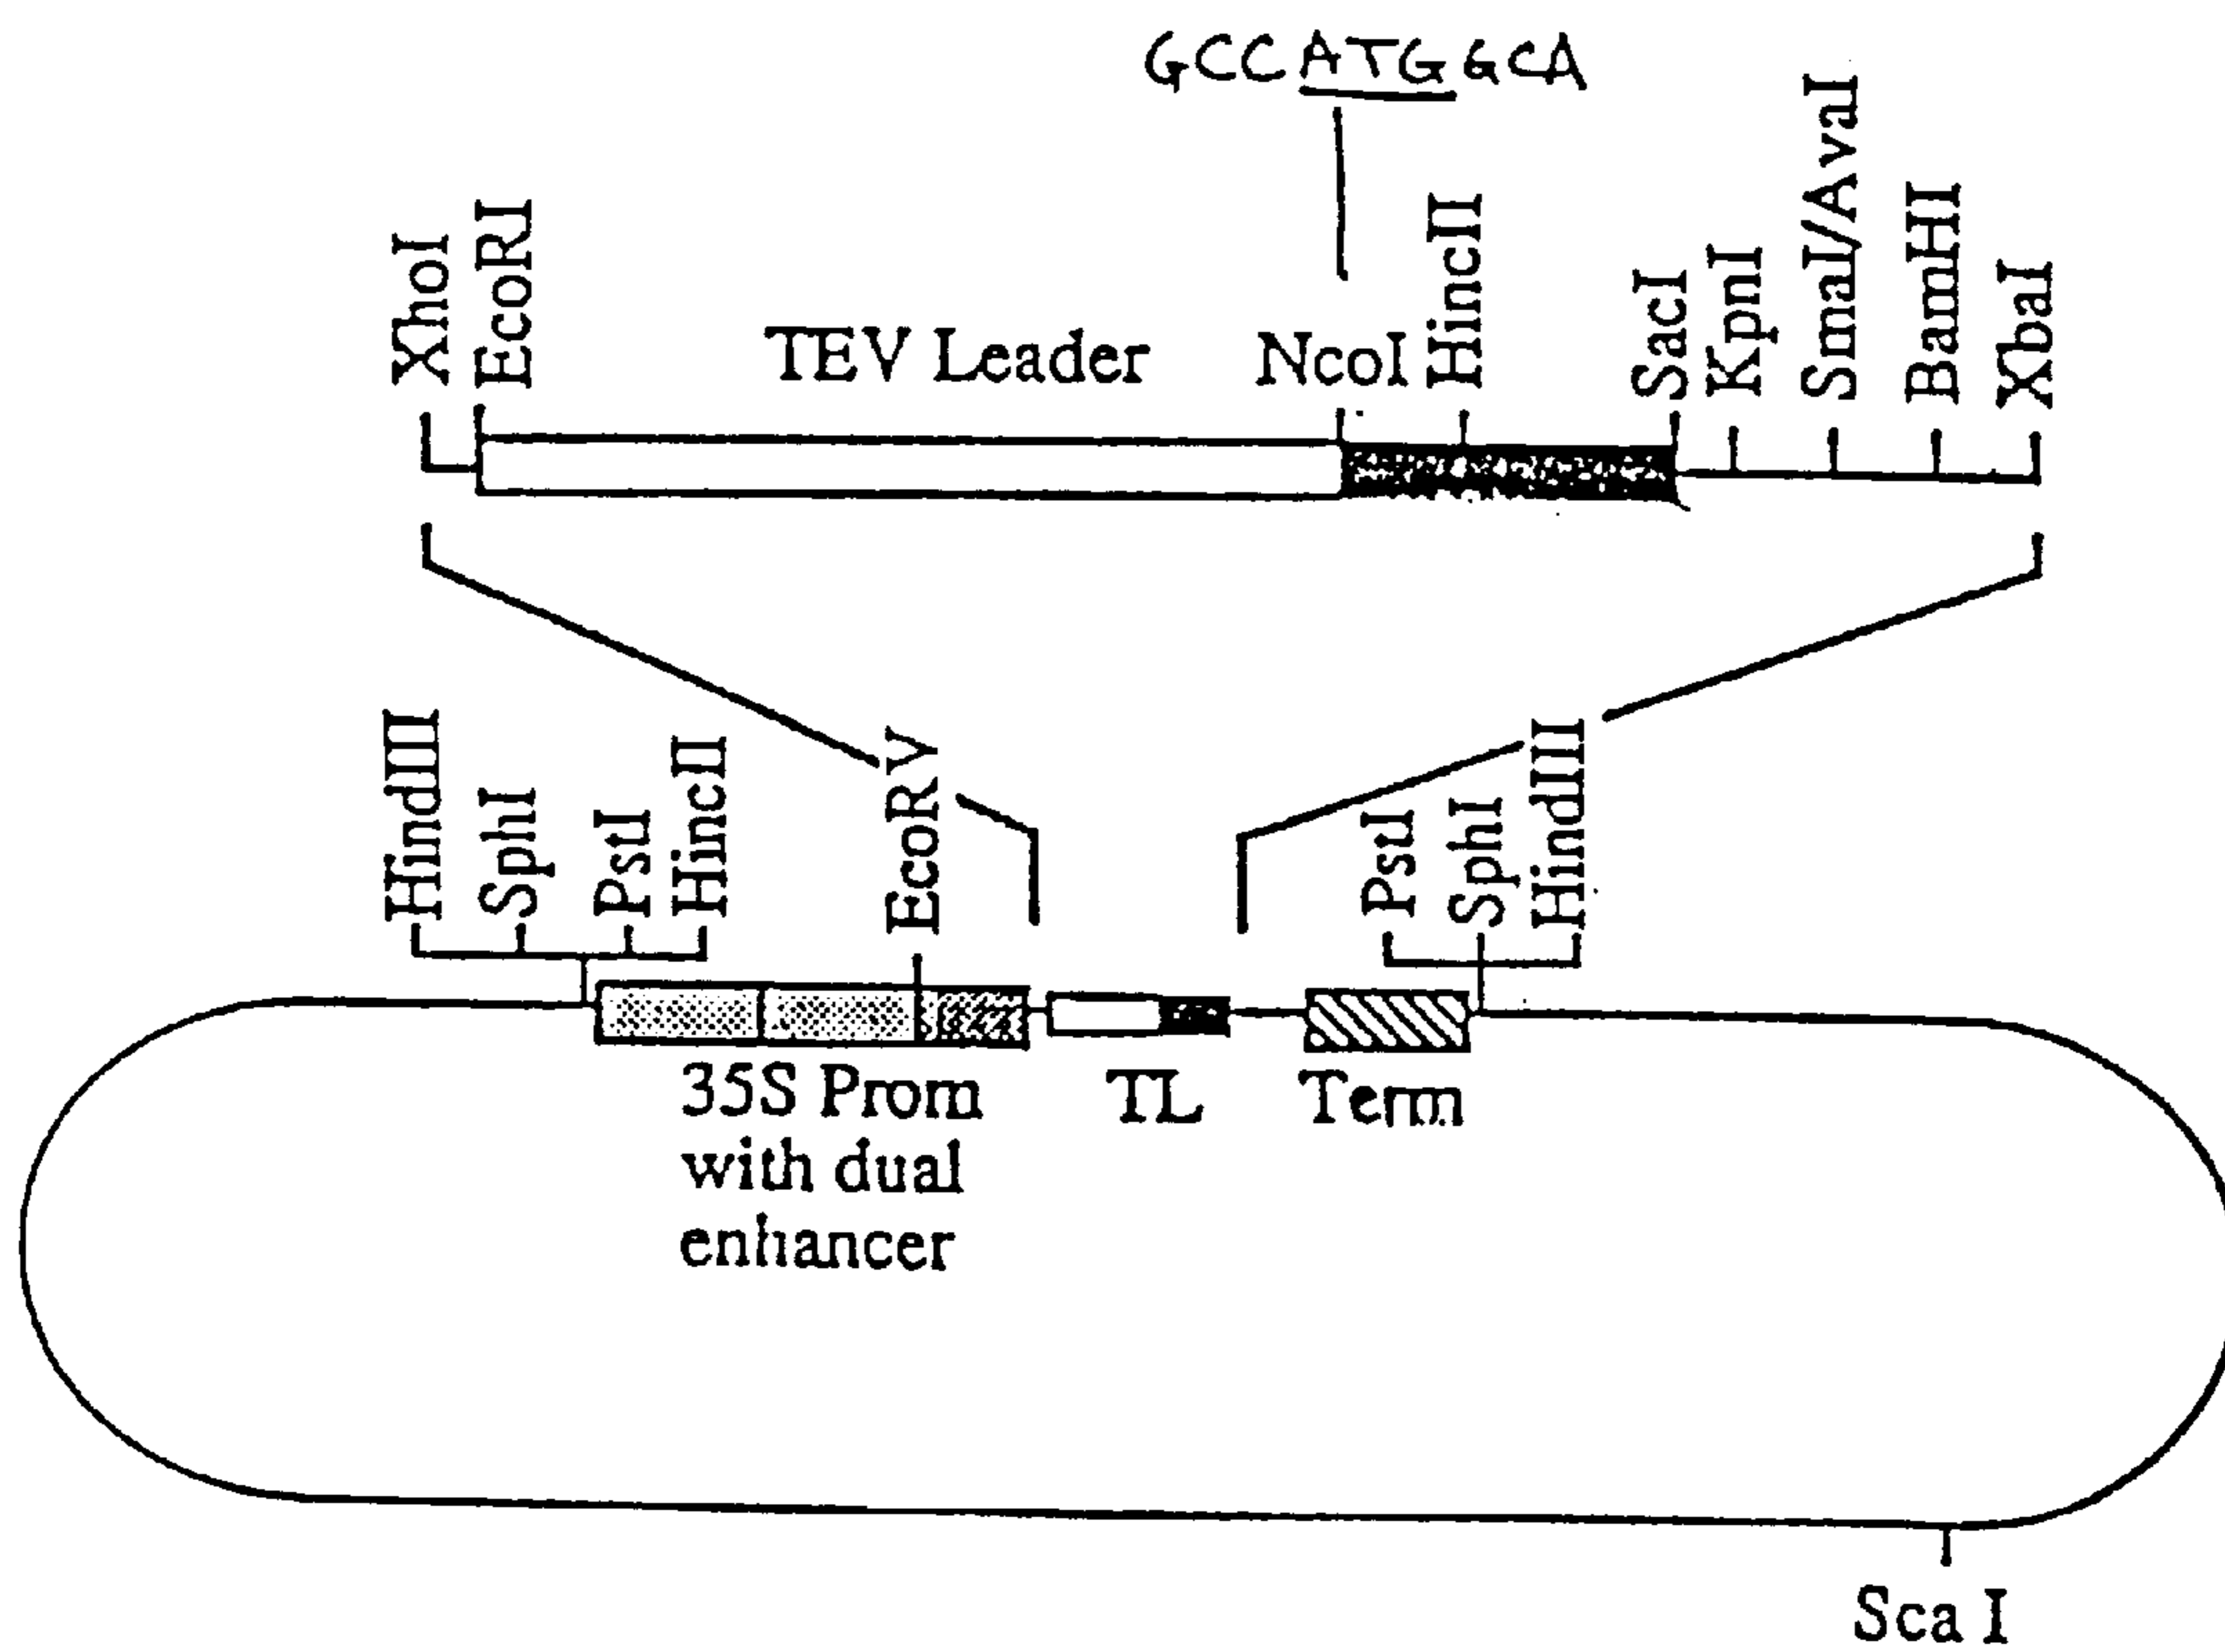 GCCATGGCA
XhoI
EcoRI
TEV Leader
NcoI
HincII
SacI
KpnI
SmaI/AvaI
BamHI
XbaI
HindIII
SphI
PstI
HincII
EcoRV
PstI
SphI
HindIII
35S Prom
with dual
enhancer
TL
Term
Sca I